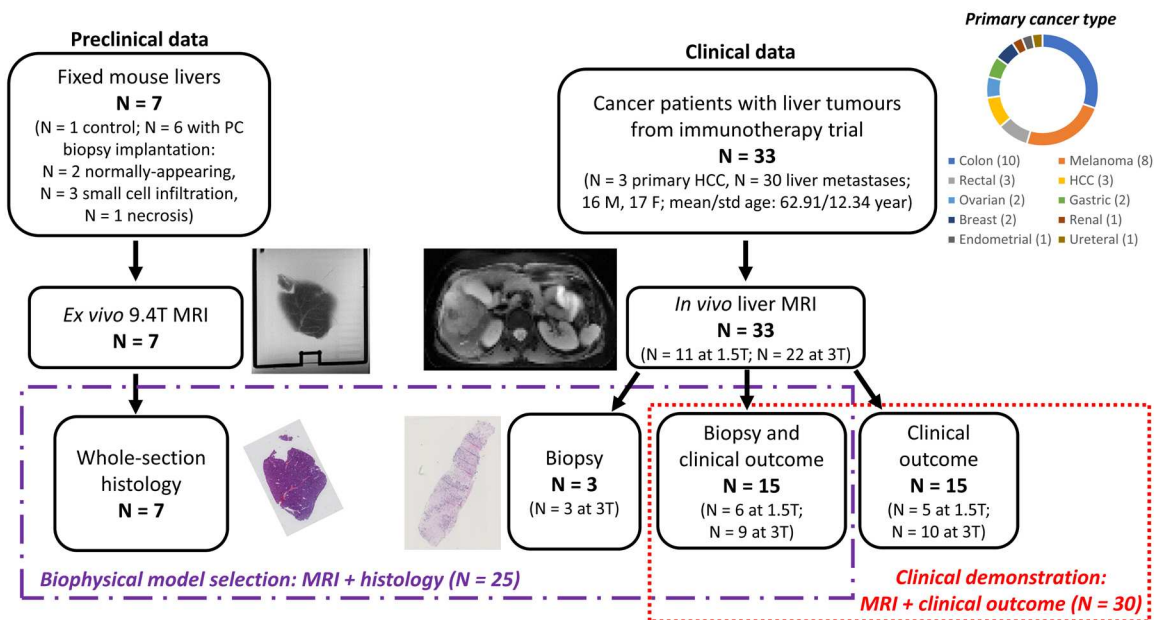 Preclinical data
Fixed mouse livers
N = 7
(N = 1 control; N = 6 with PC
biopsy implantation:
N = 2 normally-appearing,
N = 3 small cell infiltration,
N = 1 necrosis)
Clinical data
Cancer patients with liver tumours
from immunotherapy trial
N = 33
(N = 3 primary HCC, N = 30 liver metastases;
16 M, 17 F; mean/std age: 62.91/12.34 year)
Primary cancer type
Colon (10)
Melanoma (8)
Rectal (3)
HCC (3)
Ovarian (2)
Gastric (2)
Breast (2)
Renal (1)
Endometrial (1)
Ureteral (1)
Ex vivo 9.4T MRI
N = 7
In vivo liver MRI
N = 33
(N = 11 at 1.5T; N = 22 at 3T)
Whole-section
histology
N = 7
Biopsy
N = 3
(N = 3 at 3T)
Biopsy and
clinical outcome
N = 15
(N = 6 at 1.5T;
N = 9 at 3T)
Clinical
outcome
N = 15
(N = 5 at 1.5T;
N = 10 at 3T)
Biophysical model selection: MRI + histology (N = 25)
Clinical demonstration:
MRI + clinical outcome (N = 30)